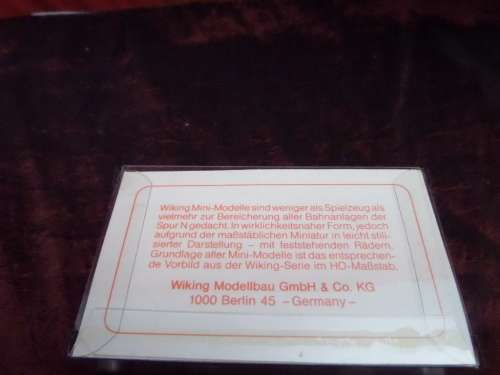 Wiking Mini-Modelle sind weniger als Spielzeug als
vielmehr zur Bereicherung aller Bahnanlagen der
Spur N gedacht. In wirklichkeitsnaher Form, jedoch
aufgrund der maßstäblichen Miniatur in leicht stili-
sierter Darstellung – mit feststehenden Rädern.
Grundlage aller Mini-Modelle ist das entsprechen-
de Vorbild aus der Wiking-Serie im HO-Maßstab.
Wiking Modellbau GmbH & Co. KG
1000 Berlin 45 – Germany –